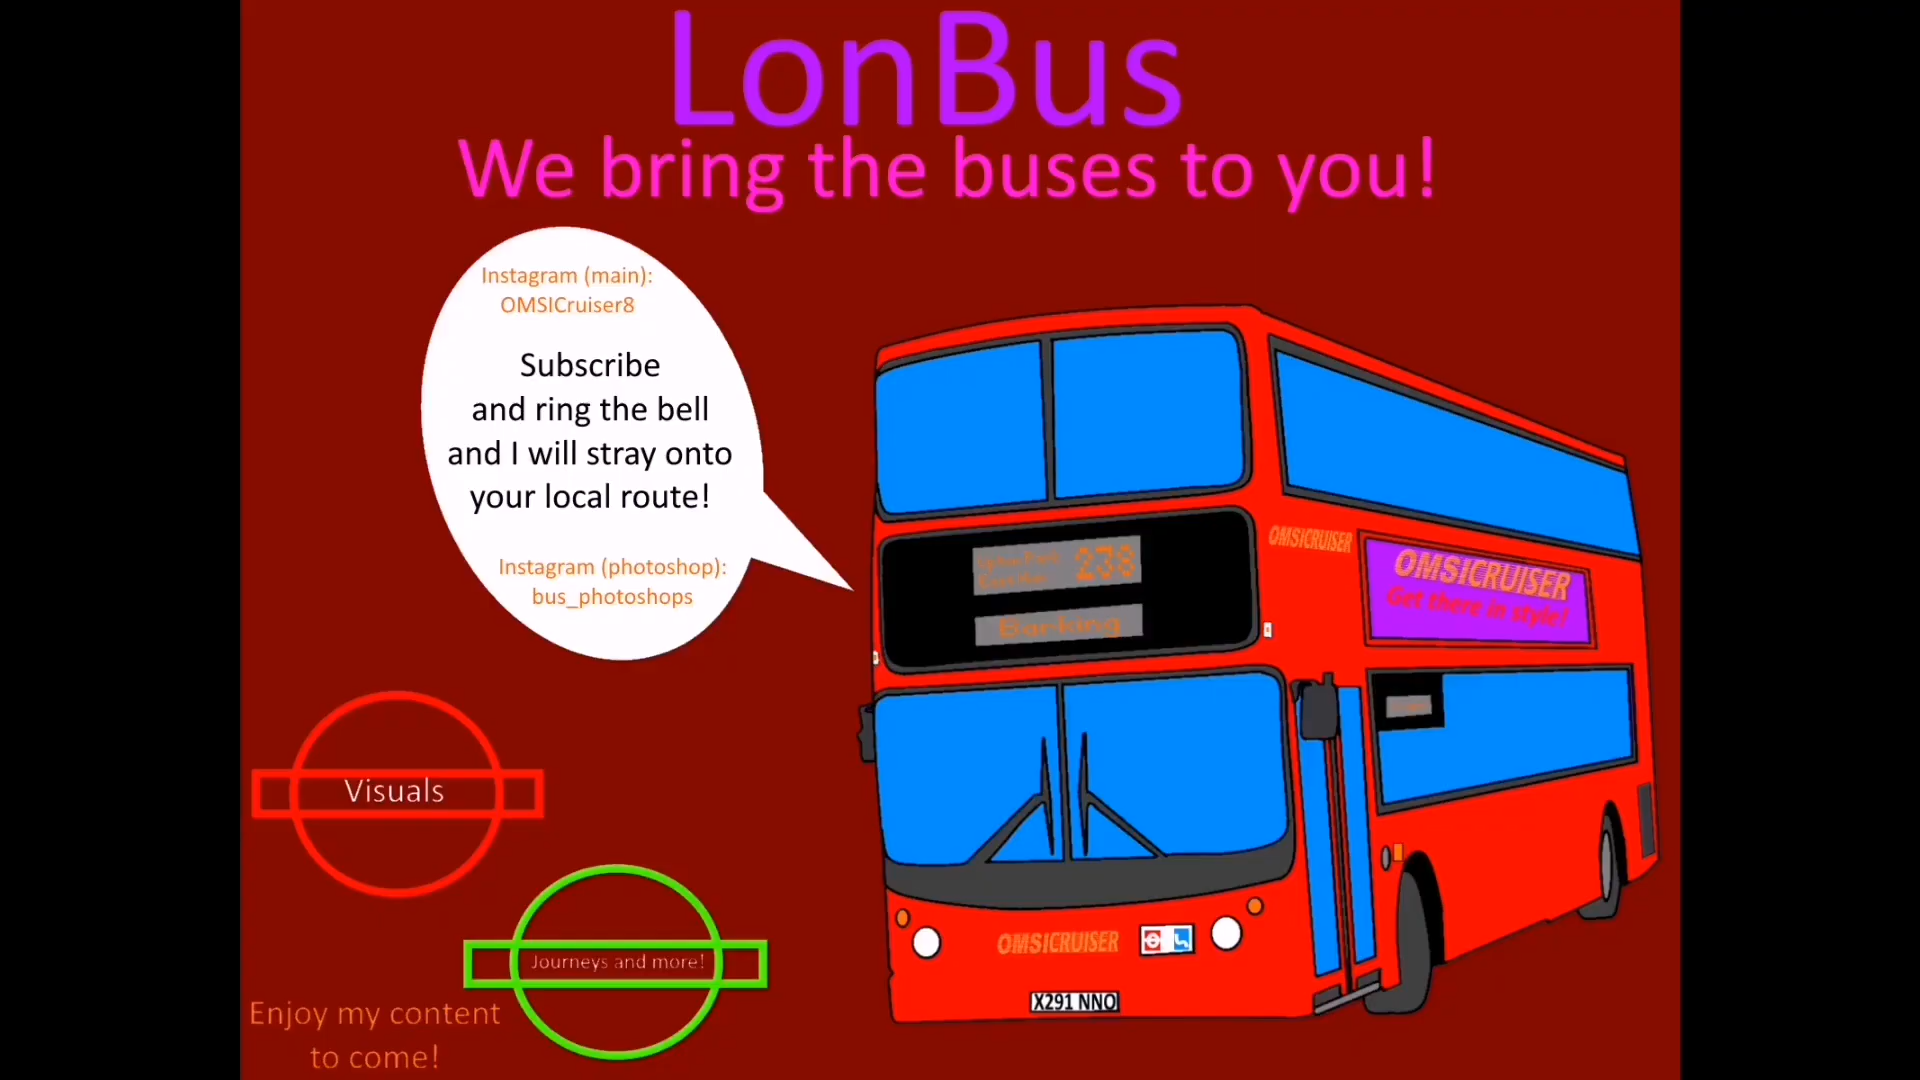 LonBus
We bring the buses to you!
Instagram (main):
OMSICruiser8
Subscribe
and ring the bell
and I will stray onto
your local route!
Instagram (photoshop):
bus_photoshops
238
Barking
OMSICRUISER
OMSICRUISER
Get there in style!
Visuals
Journeys and more!
Enjoy my content
to come!
OMSICRUISER
X291 NNO